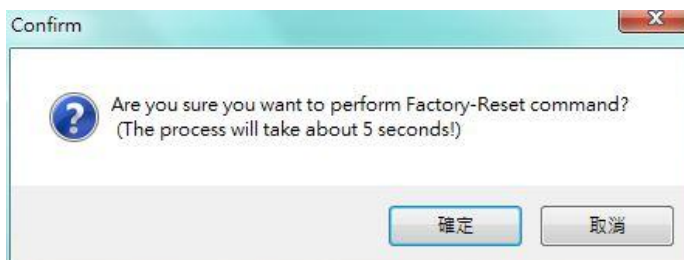 Confirm
Are you sure you want to perform Factory-Reset command?
(The process will take about 5 seconds!)
確定
取消